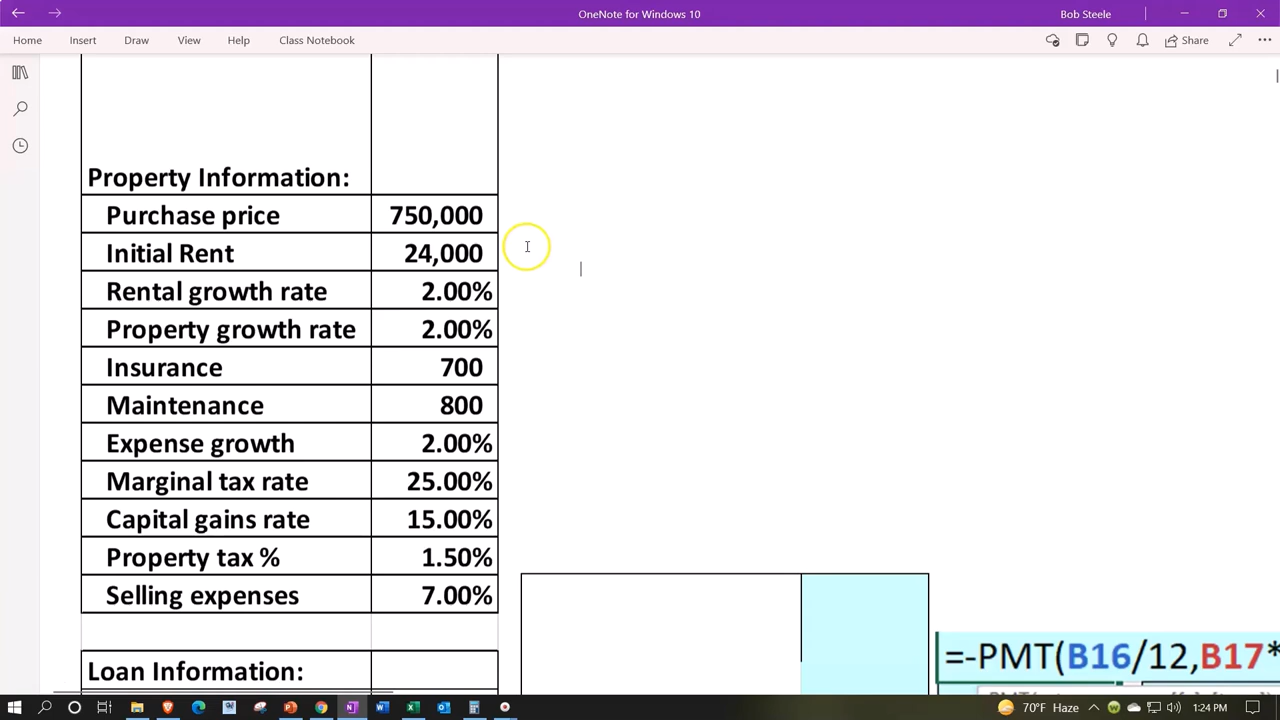 OneNote for Windows 10
Bob Steele
Home
Insert
Draw
View
Help
Class Notebook
Share
Property Information:
Purchase price 750,000
Initial Rent 24,000
Rental growth rate 2.00%
Property growth rate 2.00%
Insurance 700
Maintenance 800
Expense growth 2.00%
Marginal tax rate 25.00%
Capital gains rate 15.00%
Property tax % 1.50%
Selling expenses 7.00%
Loan Information:
=-PMT(B16/12,B17*
70°F Haze
1:24 PM